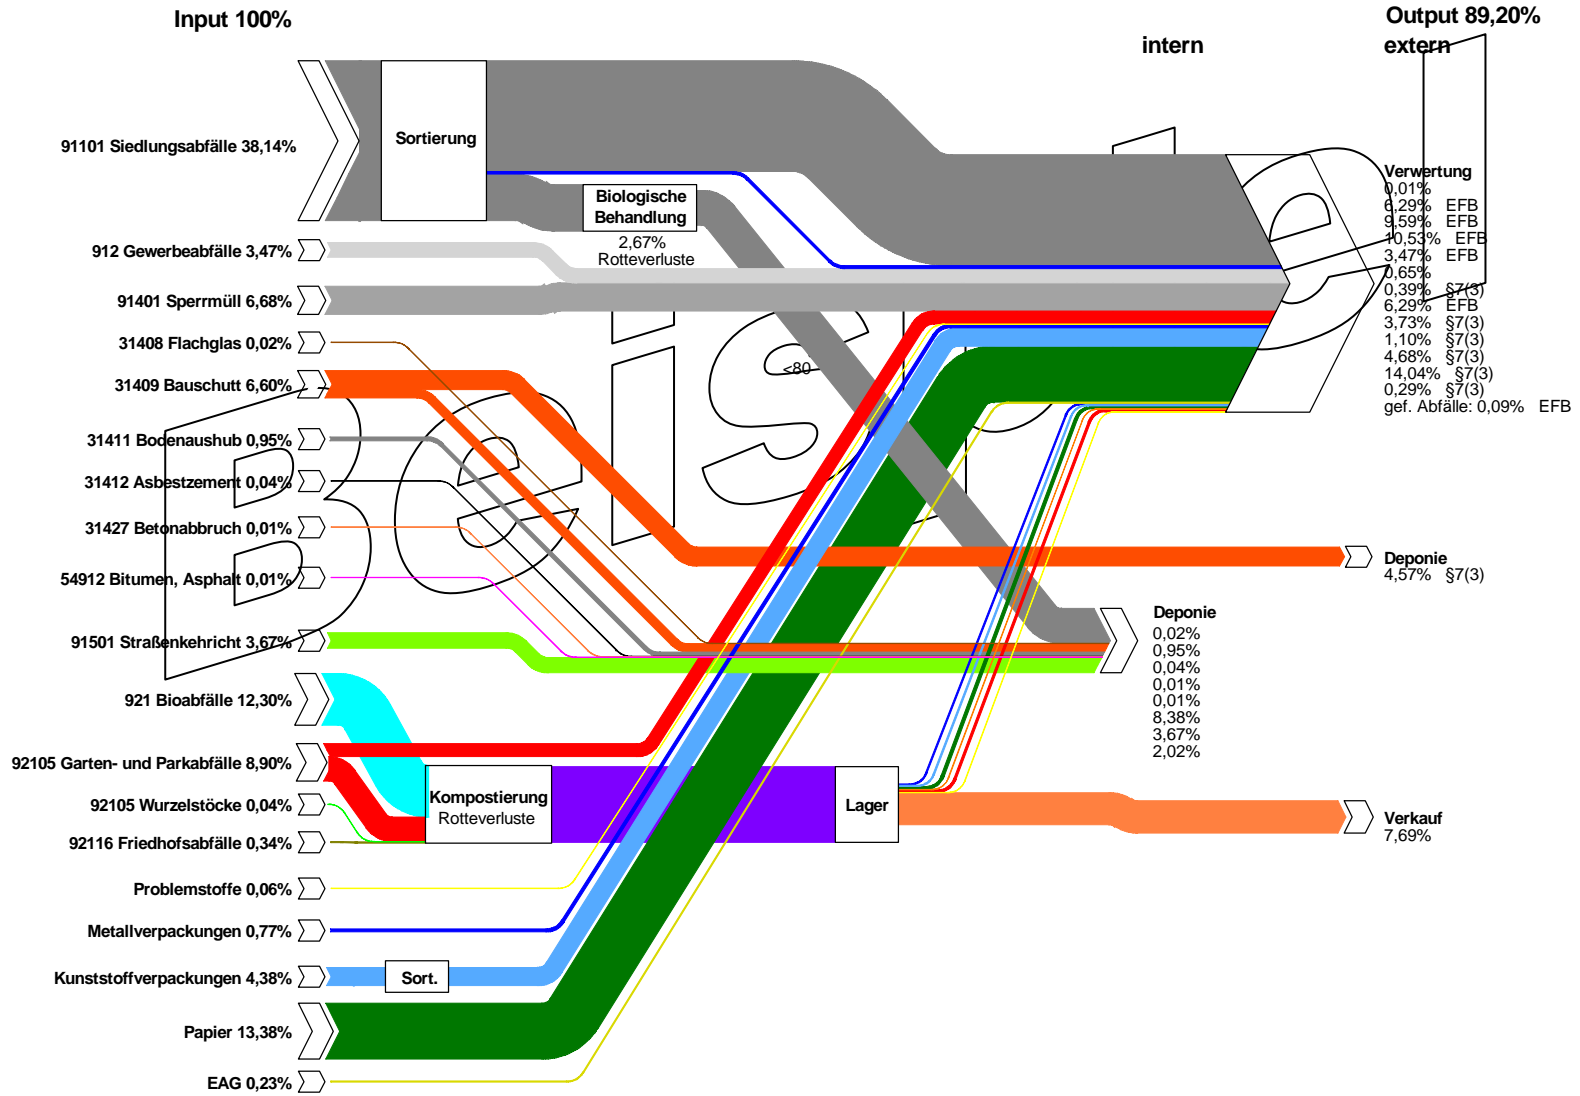 Input 100%
Output 89,20%
intern
extern
91101 Siedlungsabfälle 38,14%
912 Gewerbeabfälle 3,47%
91401 Sperrmüll 6,68%
31408 Flachglas 0,02%
31409 Bauschutt 6,60%
31411 Bodenaushub 0,95%
31412 Asbestzement 0,04%
31427 Betonabbruch 0,01%
54912 Bitumen, Asphalt 0,01%
91501 Straßenkehricht 3,67%
921 Bioabfälle 12,30%
92105 Garten- und Parkabfälle 8,90%
92105 Wurzelstöcke 0,04%
92116 Friedhofsabfälle 0,34%
Problemstoffe 0,06%
Metallverpackungen 0,77%
Kunststoffverpackungen 4,38%
Papier 13,38%
EAG 0,23%
Sortierung
Biologische
Behandlung
2,67%
Rotteverluste
<80
Kompostierung
Rotteverluste
Sort.
Lager
Beispiel
Verwertung
0,01%
6,29% EFB
9,59% EFB
10,53% EFB
3,47% EFB
0,65%
0,39% §7(3)
6,29% EFB
3,73% §7(3)
1,10% §7(3)
4,68% §7(3)
14,04% §7(3)
0,29% §7(3)
gef. Abfälle: 0,09% EFB
Deponie
4,57% §7(3)
Deponie
0,02%
0,95%
0,04%
0,01%
0,01%
8,38%
3,67%
2,02%
Verkauf
7,69%